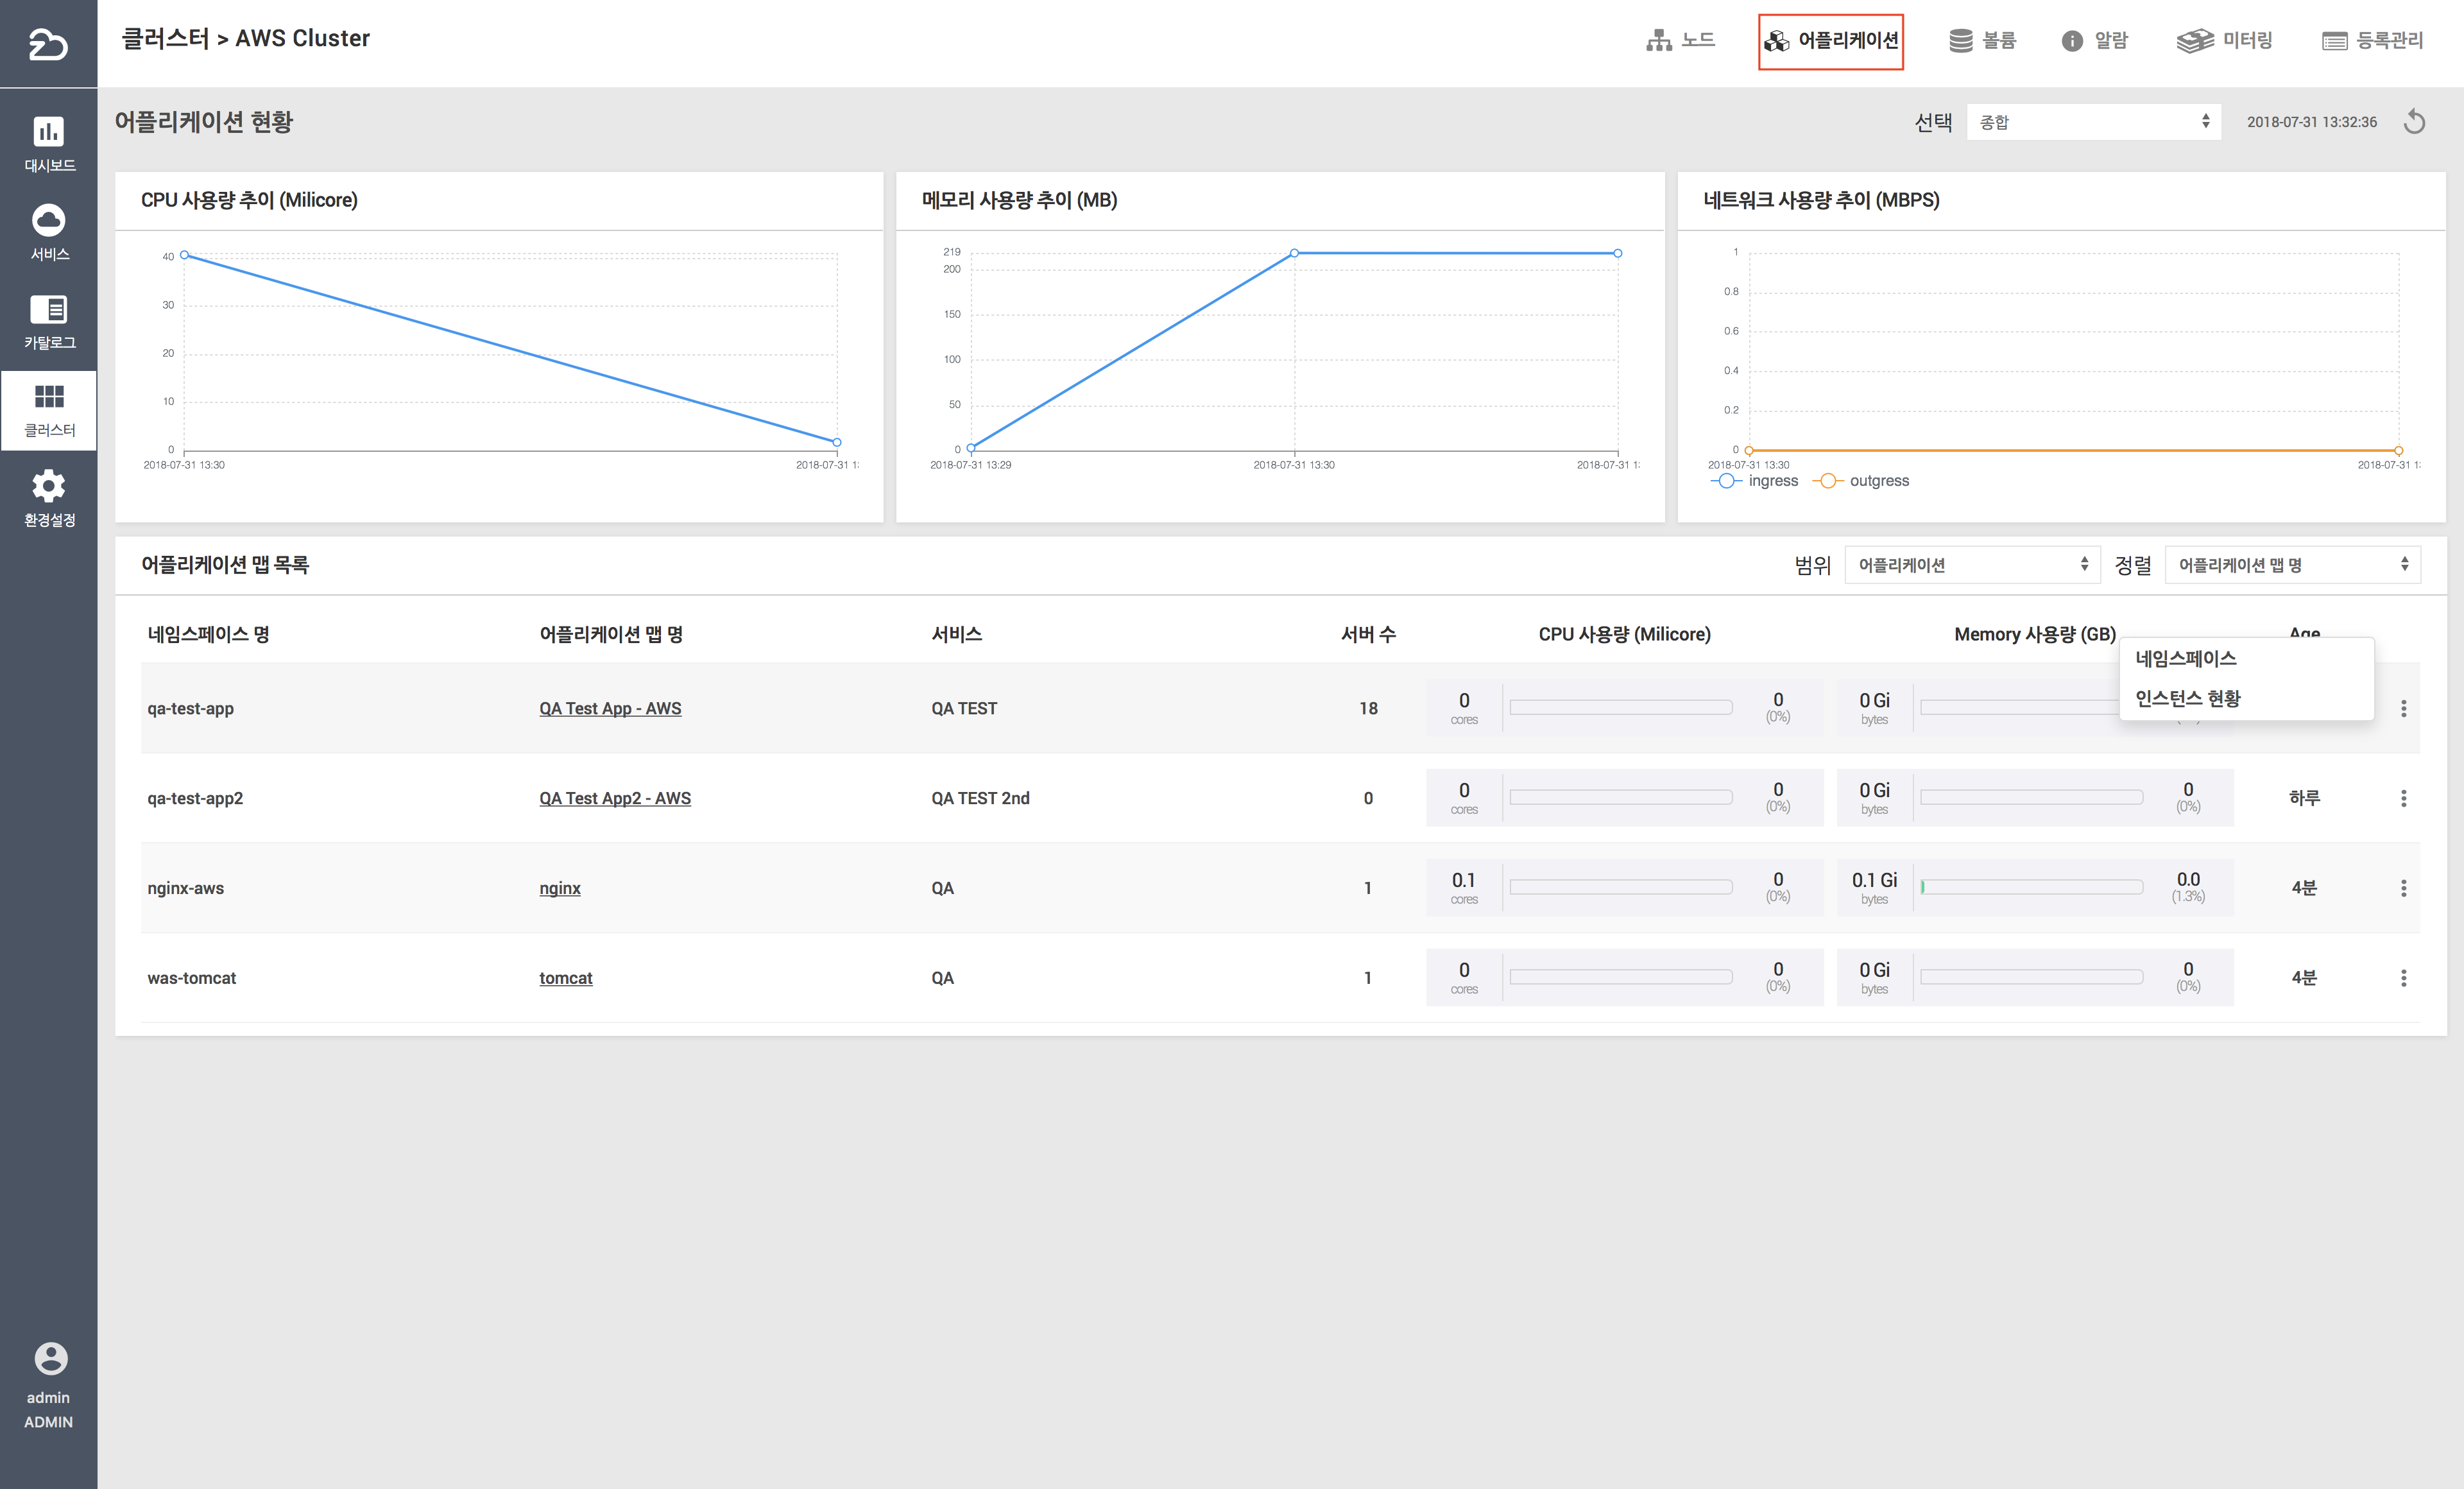 클러스터 > AWS Cluster
노드
어플리케이션
볼륨
알람
미터링
등록관리
대시보드
서비스
카탈로그
클러스터
환경설정
admin
ADMIN
어플리케이션 현황
선택 종합 2018-07-31 13:32:36
CPU 사용량 추이 (Milicore)
40
30
20
10
0
2018-07-31 13:30 2018-07-31 1:
메모리 사용량 추이 (MB)
219
200
150
100
50
0
2018-07-31 13:29 2018-07-31 13:30 2018-07-31 1:
네트워크 사용량 추이 (MBPS)
1
0.8
0.6
0.4
0.2
0
2018-07-31 13:30 2018-07-31 1:
ingress outgress
어플리케이션 맵 목록
범위 어플리케이션 정렬 어플리케이션 맵 명
네임스페이스 명 어플리케이션 맵 명 서비스 서버 수 CPU 사용량 (Milicore) Memory 사용량 (GB) Age
네임스페이스
인스턴스 현황
qa-test-app QA Test App - AWS QA TEST 18 0 cores 0 (0%) 0 Gi bytes
qa-test-app2 QA Test App2 - AWS QA TEST 2nd 0 0 cores 0 (0%) 0 Gi bytes 0 (0%) 하루
nginx-aws nginx QA 1 0.1 cores 0 (0%) 0.1 Gi bytes 0.0 (1.3%) 4분
was-tomcat tomcat QA 1 0 cores 0 (0%) 0 Gi bytes 0 (0%) 4분